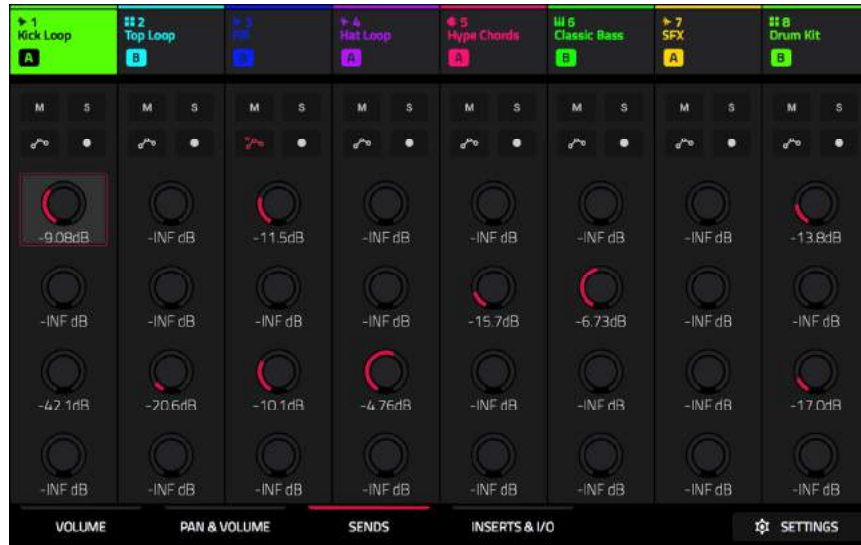 1 2 3 4 5 6 7 8
Kick Loop Top Loop Fill Hat Loop Hype Chords Classic Bass SFX Drum Kit
A B A A B A B
M S M S M S M S M S M S M S M S
-9.08dB -INF dB -11.5dB -INF dB -INF dB -INF dB -INF dB -13.8dB
-INF dB -INF dB -INF dB -INF dB -15.7dB -6.73dB -INF dB -INF dB
-42.1dB -20.6dB -10.1dB -4.76dB -INF dB -INF dB -INF dB -17.0dB
-INF dB -INF dB -INF dB -INF dB -INF dB -INF dB -INF dB -INF dB
VOLUME PAN & VOLUME SENDS INSERTS & I/O SETTINGS